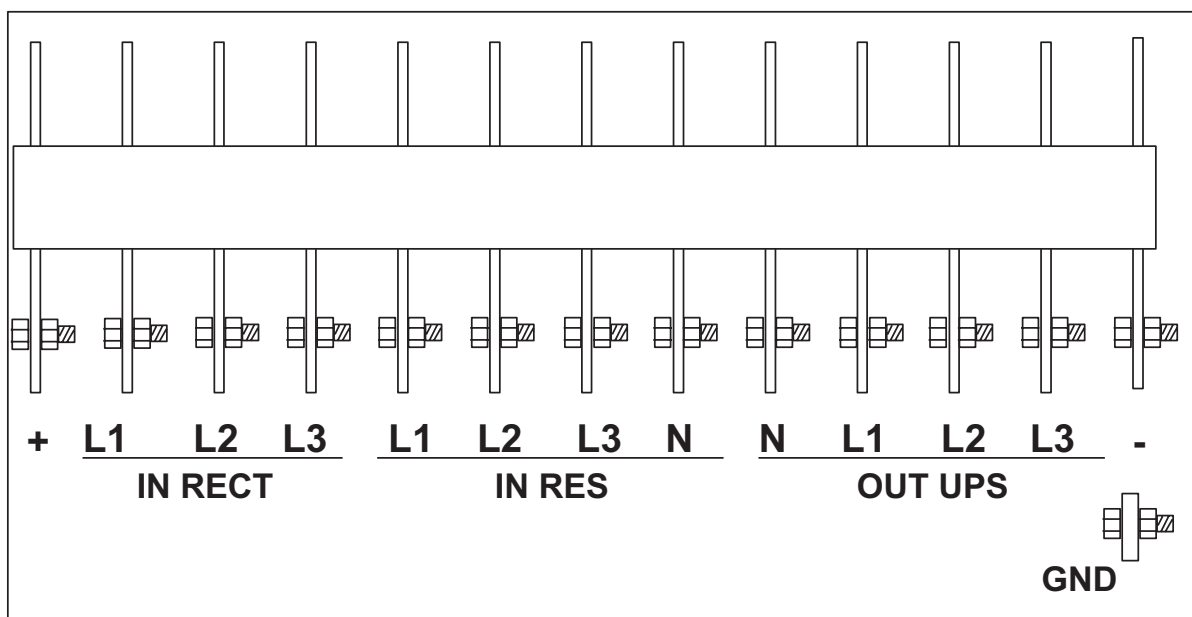 + L1 L2 L3 L1 L2 L3 N N L1 L2 L3 -
IN RECT IN RES OUT UPS
GND